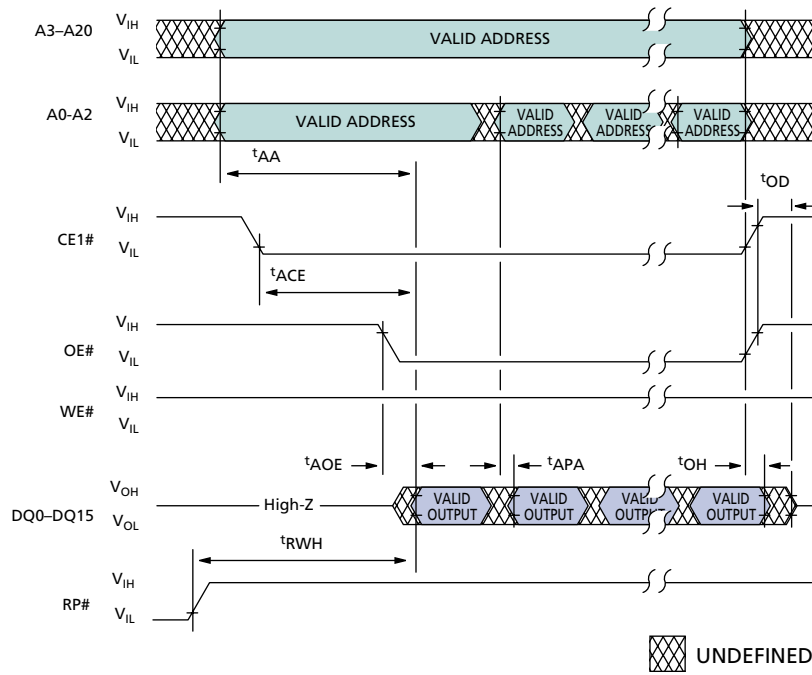 A3–A20 VIH VIL VALID ADDRESS
A0-A2 VIH VIL VALID ADDRESS VALID ADDRESS VALID ADDRESS VALID ADDRESS
tAA
tOD
CE1# VIH VIL
tACE
OE# VIH VIL
WE# VIH VIL
tAOE tAPA tOH
DQ0–DQ15 VOH VOL High-Z VALID OUTPUT VALID OUTPUT VALID OUTPUT VALID OUTPUT
tRWH
RP# VIH VIL
UNDEFINED